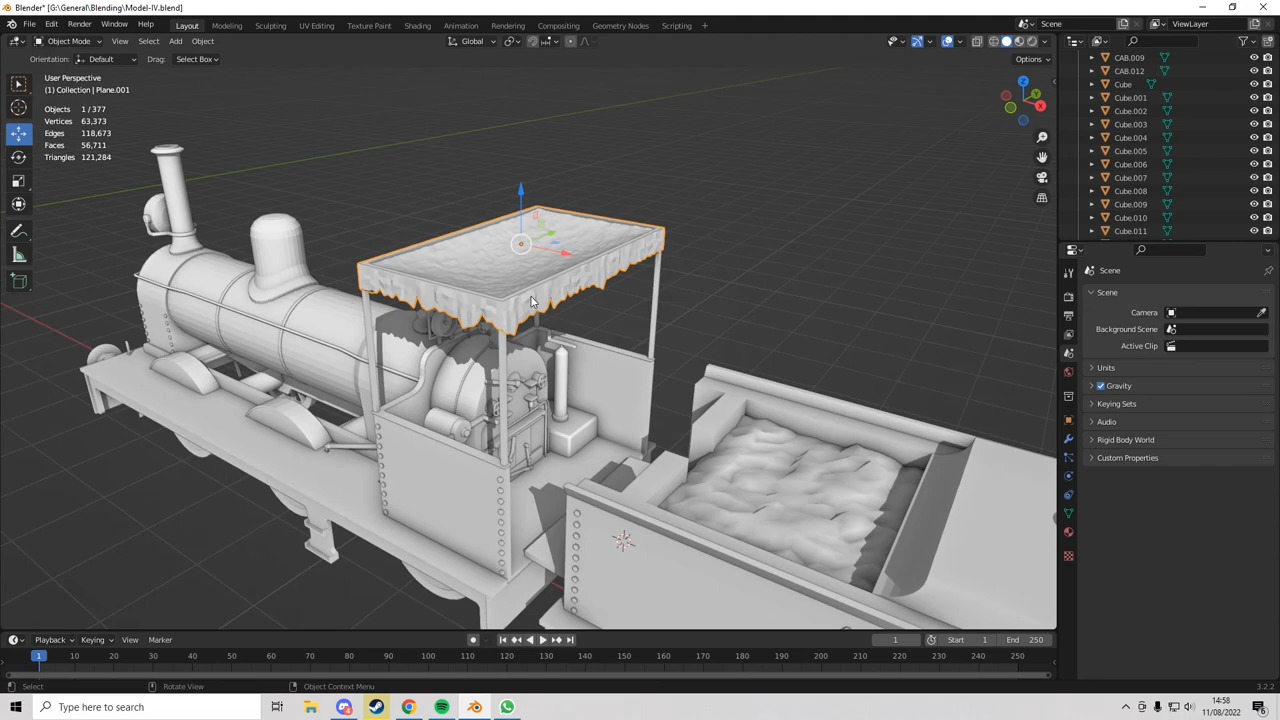 Blender* [G:\General\Blending\Model-IV.blend]
File Edit Render Window Help Layout Modeling Sculpting UV Editing Texture Paint Shading Animation Rendering Compositing Geometry Nodes Scripting + Scene ViewLayer
Object Mode View Select Add Object Global
Orientation: Default Drag: Select Box Options
User Perspective
(1) Collection | Plane.001
Objects 1 / 377
Vertices 63,373
Edges 118,673
Faces 56,711
Triangles 121,284
Z
Y
X
CAB.009
CAB.012
Cube
Cube.001
Cube.002
Cube.003
Cube.004
Cube.005
Cube.006
Cube.007
Cube.008
Cube.009
Cube.010
Cube.011
Scene
Scene
Camera
Background Scene
Active Clip
Units
Gravity
Keying Sets
Audio
Rigid Body World
Custom Properties
Playback Keying View Marker 1 Start 1 End 250
1 10 20 30 40 50 60 70 80 90 100 110 120 130 140 150 160 170 180 190 200 210 220 230 240 250
Select Rotate View Object Context Menu 3.2.2
Type here to search
14:58
11/08/2022
6